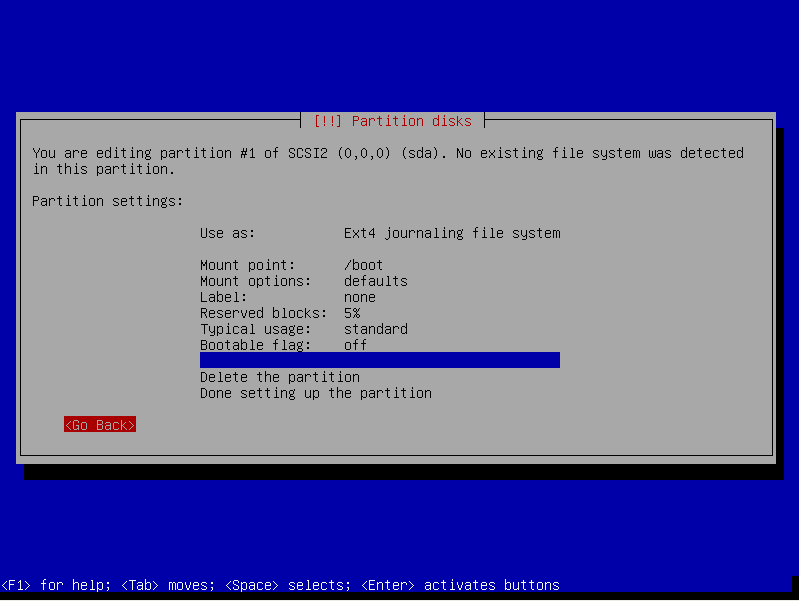 [!!] Partition disks
You are editing partition #1 of SCSI2 (0,0,0) (sda). No existing file system was detected
in this partition.
Partition settings:
Use as: Ext4 journaling file system
Mount point: /boot
Mount options: defaults
Label: none
Reserved blocks: 5%
Typical usage: standard
Bootable flag: off
Delete the partition
Done setting up the partition
<Go Back>
<F1> for help; <Tab> moves; <Space> selects; <Enter> activates buttons